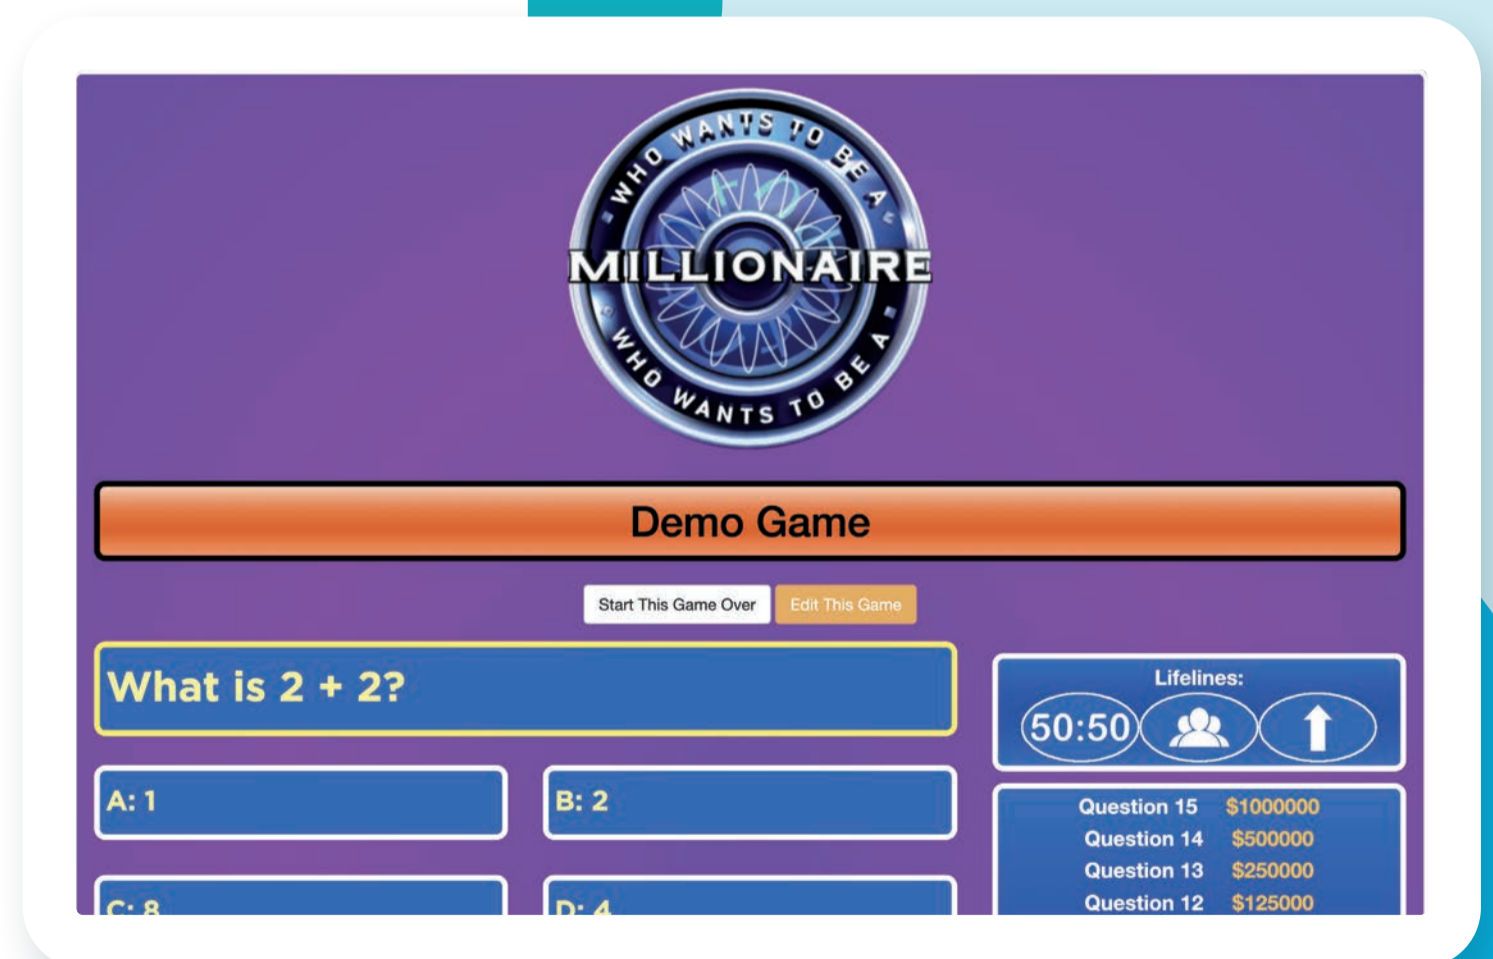 WHO WANTS TO BE A
MILLIONAIRE
WHO WANTS TO BE A
Demo Game
Start This Game Over
Edit This Game
What is 2 + 2?
Lifelines:
50:50
A: 1
B: 2
C: 8
D: 4
Question 15 $1000000
Question 14 $500000
Question 13 $250000
Question 12 $125000